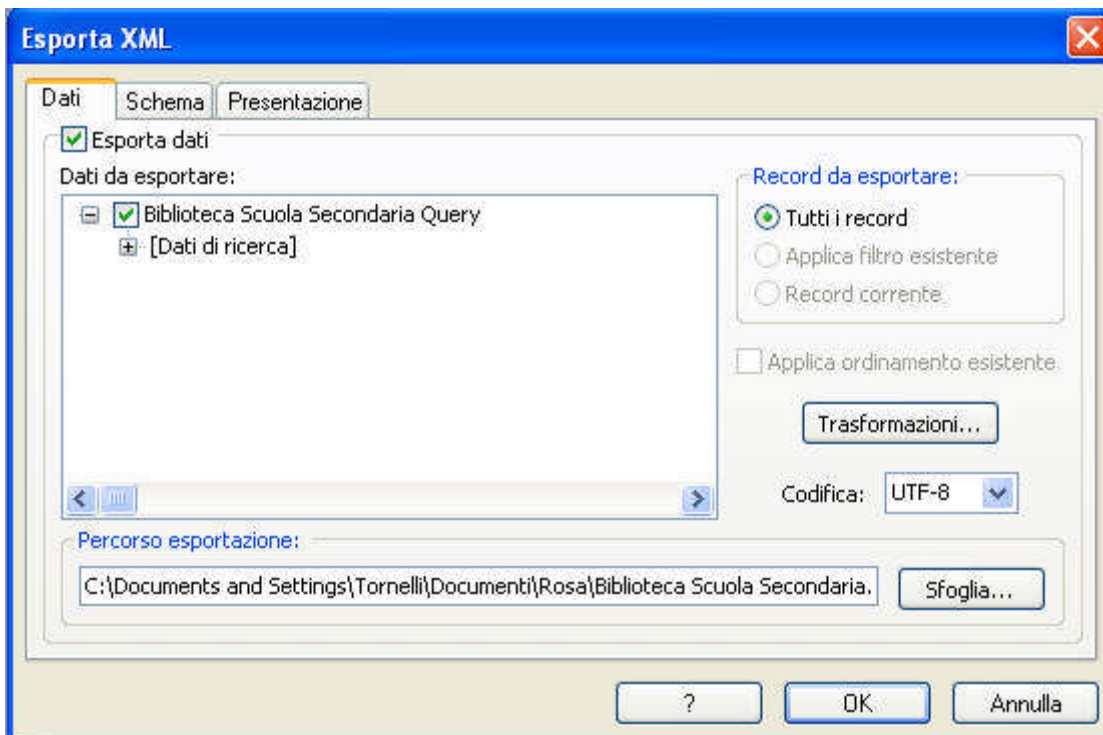 Esporta XML
Dati Schema Presentazione
Esporta dati
Dati da esportare:
Biblioteca Scuola Secondaria Query
[Dati di ricerca]
Record da esportare:
Tutti i record
Applica filtro esistente
Record corrente
Applica ordinamento esistente
Trasformazioni...
Codifica: UTF-8
Percorso esportazione:
C:\Documents and Settings\Tornelli\Documenti\Rosa\Biblioteca Scuola Secondaria.
Sfoglia...
? OK Annulla